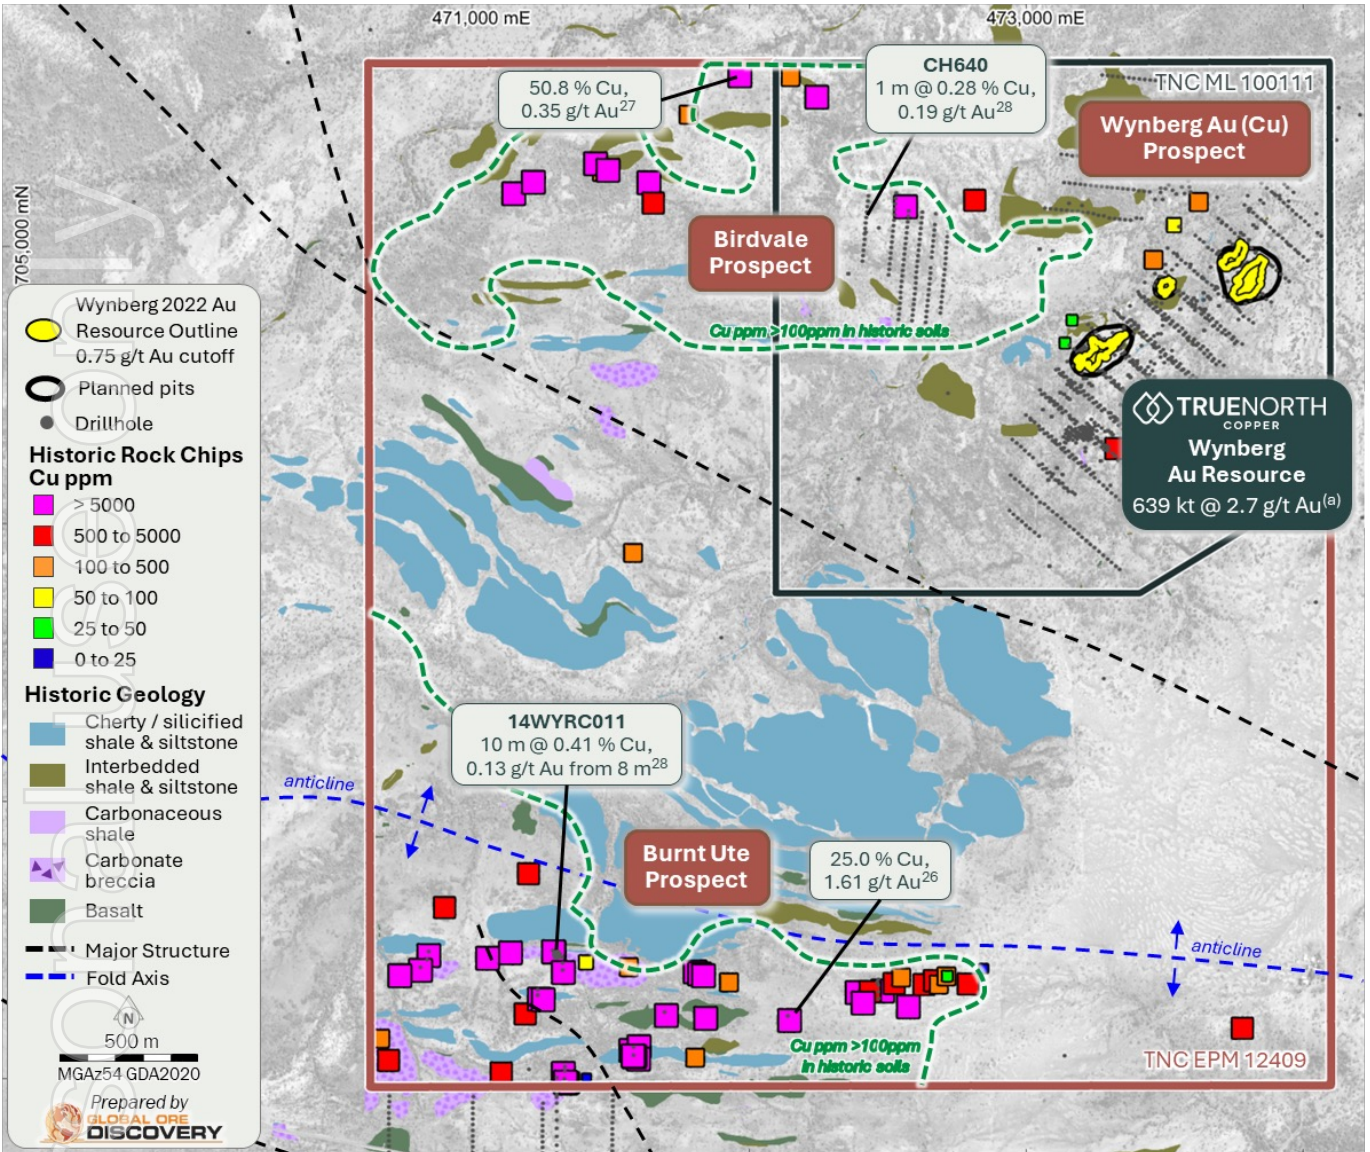 471,000 mE
473,000 mE
705,000 mN
50.8 % Cu,
0.35 g/t Au27
CH640
1 m @ 0.28 % Cu,
0.19 g/t Au28
TNC ML 100111
Wynberg Au (Cu)
Prospect
Birdvale
Prospect
Cu ppm >100ppm in historic soils
TRUENORTH
COPPER
Wynberg
Au Resource
639 kt @ 2.7 g/t Au(a)
Wynberg 2022 Au
Resource Outline
0.75 g/t Au cutoff
Planned pits
Drillhole
Historic Rock Chips
Cu ppm
> 5000
500 to 5000
100 to 500
50 to 100
25 to 50
0 to 25
Historic Geology
Cherty / silicified
shale & siltstone
Interbedded
shale & siltstone
Carbonaceous
shale
Carbonate
breccia
Basalt
Major Structure
Fold Axis
N
500 m
MGAz54 GDA2020
Prepared by
GLOBAL ORE
DISCOVERY
anticline
14WYRC011
10 m @ 0.41 % Cu,
0.13 g/t Au from 8 m28
Burnt Ute
Prospect
25.0 % Cu,
1.61 g/t Au26
anticline
Cu ppm >100ppm
in historic soils
TNC EPM 12409